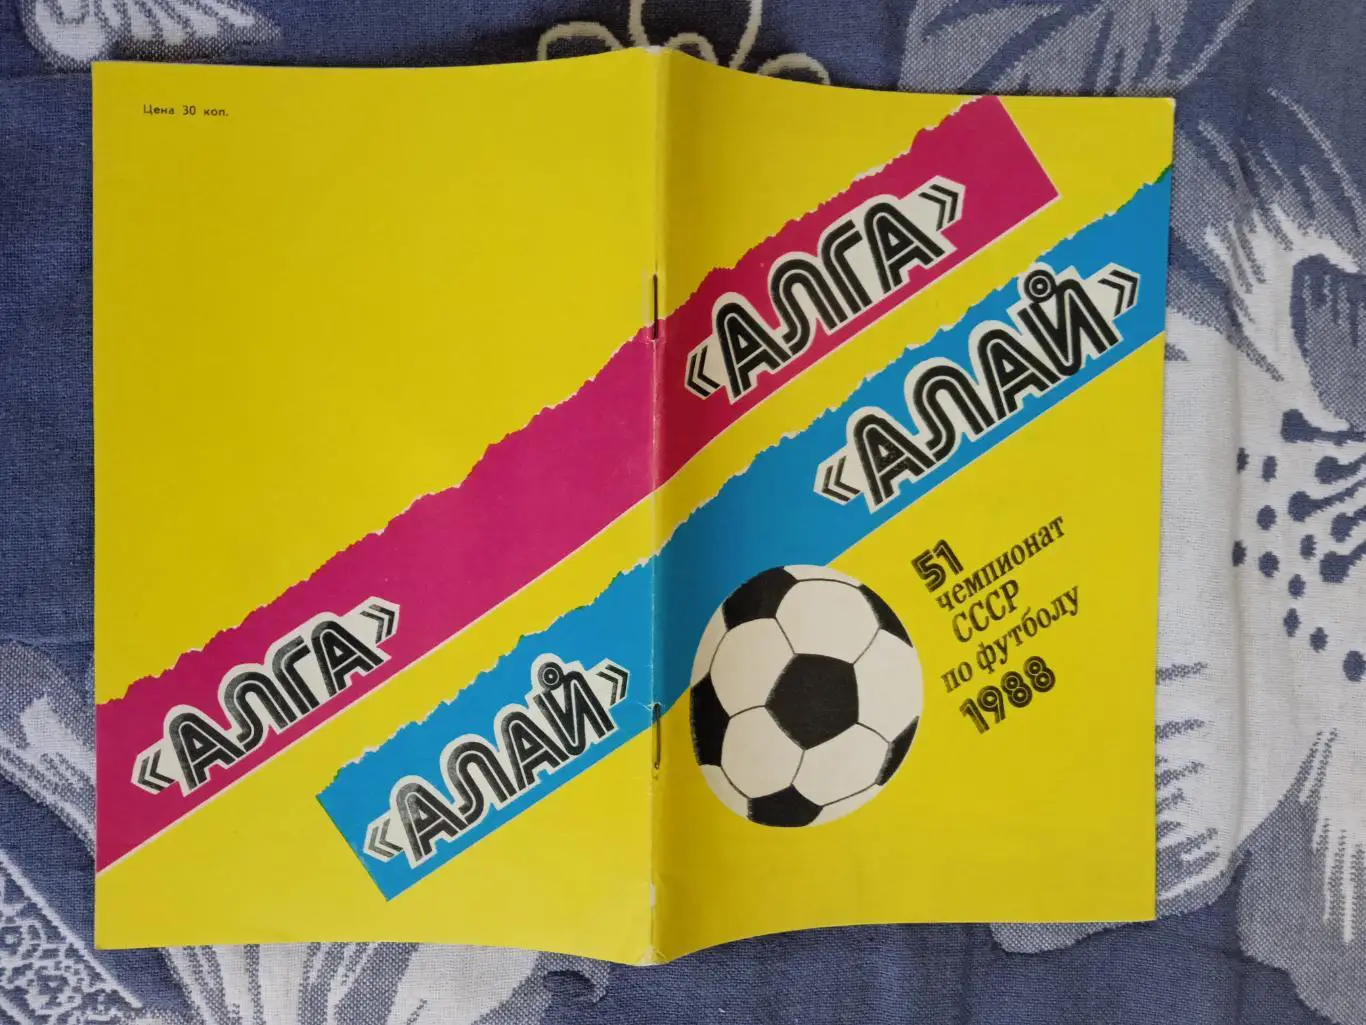 Цена 30 коп.
«АЛГА»
«АЛАЙ»
«АЛГА»
«АЛАЙ»
51
чемпионат
СССР
по футболу
1988